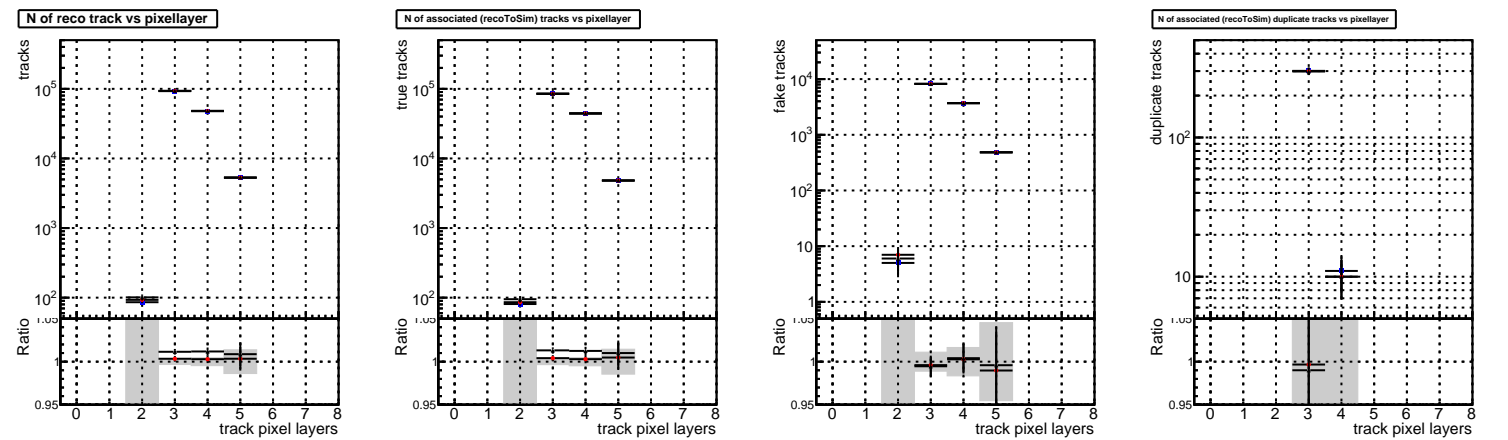 N of reco track vs pixellayer
tracks
10^5
10^4
10^3
10^2
Ratio
1.05
1
0.95
0 1 2 3 4 5 6 7 8
track pixel layers
N of associated (recoToSim) tracks vs pixellayer
true tracks
10^5
10^4
10^3
10^2
Ratio
1.05
1
0.95
0 1 2 3 4 5 6 7 8
track pixel layers
fake tracks
10^4
10^3
10^2
10
1
Ratio
1.05
1
0.95
0 1 2 3 4 5 6 7 8
track pixel layers
N of associated (recoToSim) duplicate tracks vs pixellayer
duplicate tracks
10^2
10
Ratio
1.05
1
0.95
0 1 2 3 4 5 6 7 8
track pixel layers